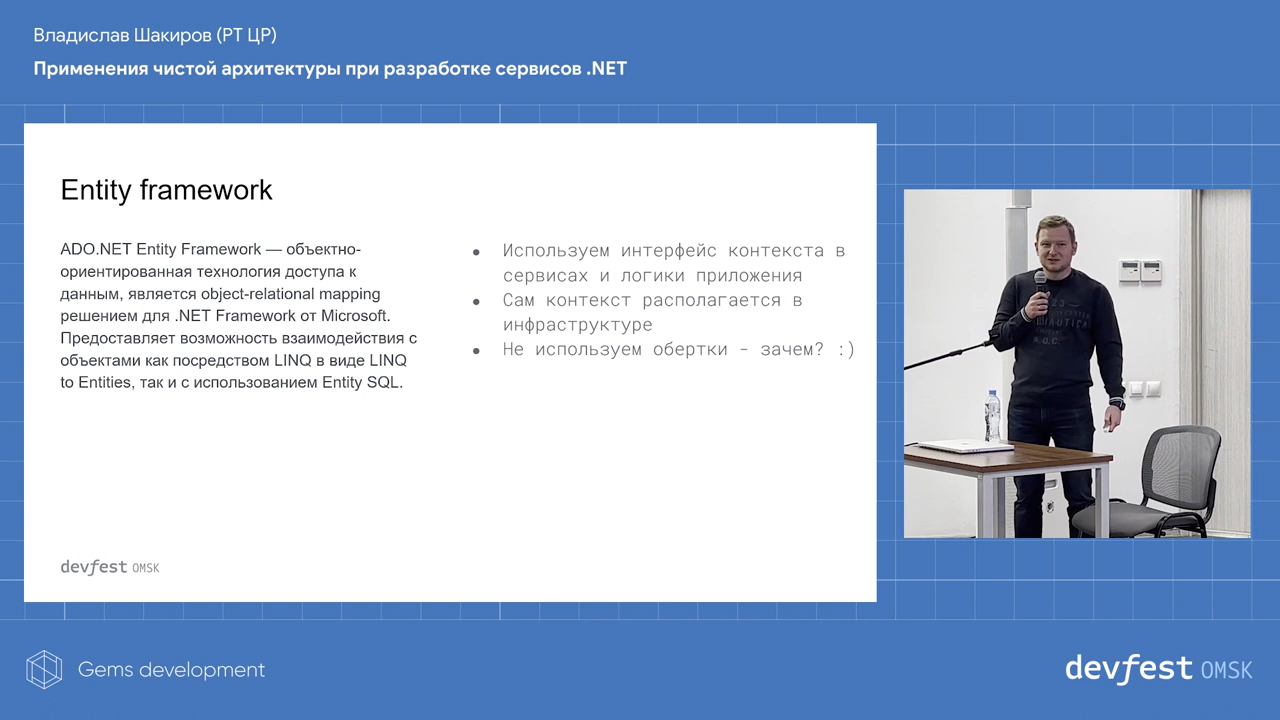 Владислав Шакиров (РТ ЦР)
Применения чистой архитектуры при разработке сервисов .NET
Entity framework
ADO.NET Entity Framework — объектно-
ориентированная технология доступа к
данным, является object-relational mapping
решением для .NET Framework от Microsoft.
Предоставляет возможность взаимодействия с
объектами как посредством LINQ в виде LINQ
to Entities, так и с использованием Entity SQL.
● Используем интерфейс контекста в
сервисах и логики приложения
● Сам контекст располагается в
инфраструктуре
● Не используем обертки - зачем? :)
devfest OMSK
NAUTICA
Gems development
devfest OMSK